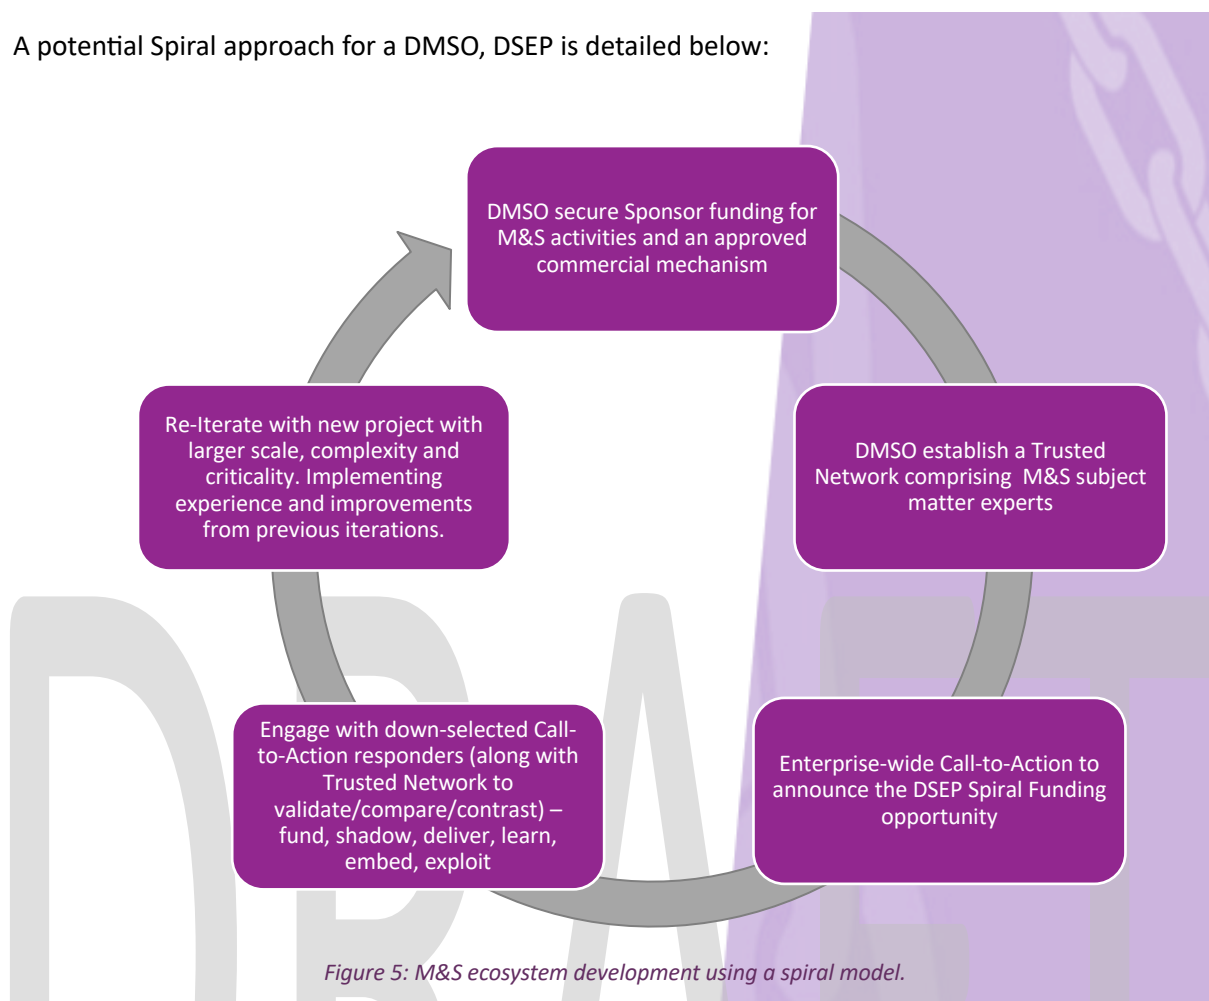 A potential Spiral approach for a DMSO, DSEP is detailed below:
DMSO secure Sponsor funding for
M&S activities and an approved
commercial mechanism
DMSO establish a Trusted
Network comprising  M&S subject
matter experts
Enterprise-wide Call-to-Action to
announce the DSEP Spiral Funding
opportunity
Engage with down-selected Call-
to-Action responders (along with
Trusted Network to
validate/compare/contrast) –
fund, shadow, deliver, learn,
embed, exploit
Re-Iterate with new project with
larger scale, complexity and
criticality. Implementing
experience and improvements
from previous iterations.
DRAFT
Figure 5: M&S ecosystem development using a spiral model.